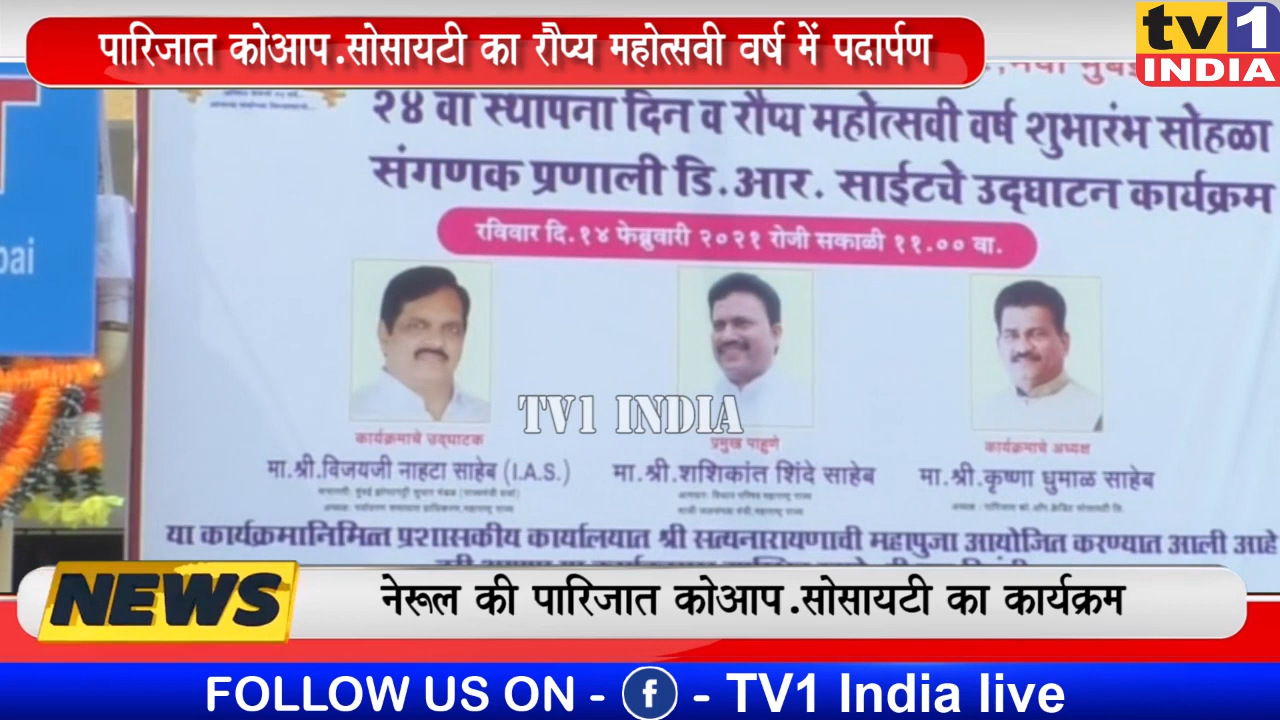 पारिजात कोआप.सोसायटी का रौप्य महोत्सवी वर्ष में पदार्पण
tv1
INDIA
२४ वा स्थापना दिन व रौप्य महोत्सवी वर्ष शुभारंभ सोहळा
संगणक प्रणाली डि.आर. साईटचे उद्घाटन कार्यक्रम
रविवार दि.१४ फेब्रुवारी २०२१ रोजी सकाळी ११.०० वा.
TV1 INDIA
कार्यक्रमाचे उद्घाटक
प्रमुख पाहुणे
कार्यक्रमाचे अध्यक्ष
मा.श्री.विजयजी नाहटा साहेब (I.A.S.)
मा.श्री.शशिकांत शिंदे साहेब
मा.श्री.कृष्णा धुमाळ साहेब
या कार्यक्रमानिमित्त प्रशासकीय कार्यालयात श्री सत्यनारायणाची महापुजा आयोजित करण्यात आली आहे
NEWS
नेरूल की पारिजात कोआप.सोसायटी का कार्यक्रम
FOLLOW US ON - f - TV1 India live